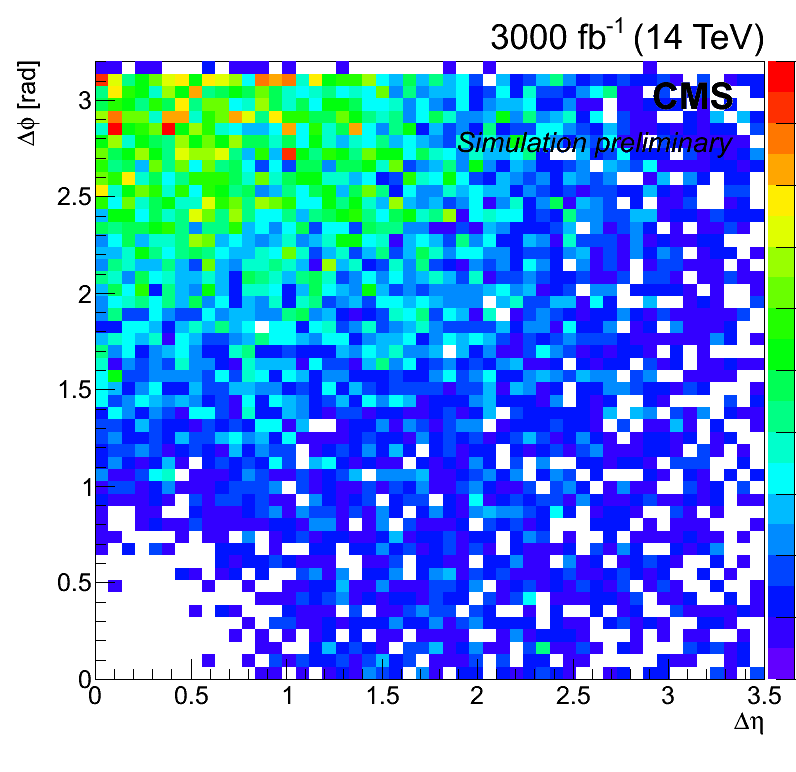 3000 fb⁻¹ (14 TeV)
Δϕ [rad]
CMS
Simulation preliminary
3
2.5
2
1.5
1
0.5
0
0 0.5 1 1.5 2 2.5 3 3.5
Δη